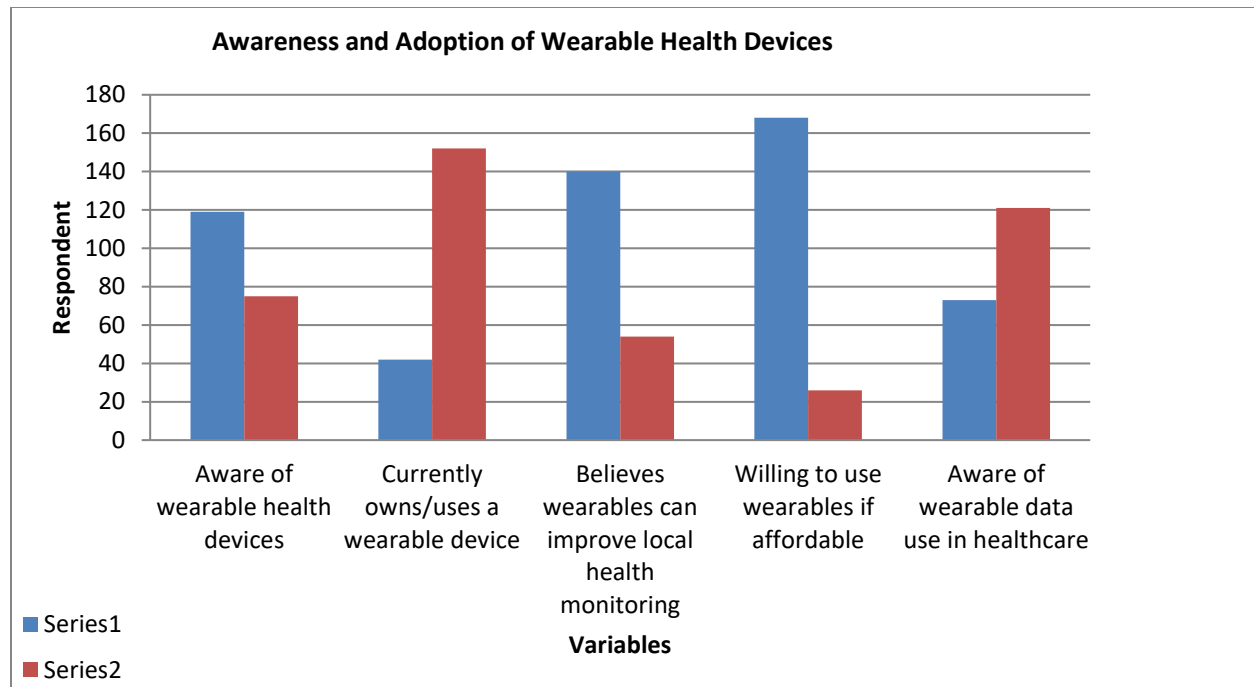 Awareness and Adoption of Wearable Health Devices
180
160
140
120
100
80
60
40
20
0
Respondent
Aware of
wearable health
devices
Currently
owns/uses a
wearable device
Believes
wearables can
improve local
health
monitoring
Willing to use
wearables if
affordable
Aware of
wearable data
use in healthcare
Variables
Series1
Series2